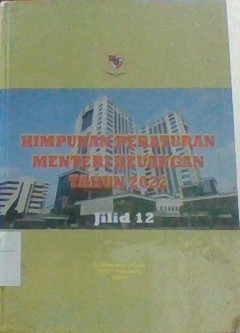 HIMPUNAN PERATURAN
MENTERI KEUANGAN
TAHUN 2022
Jilid 12